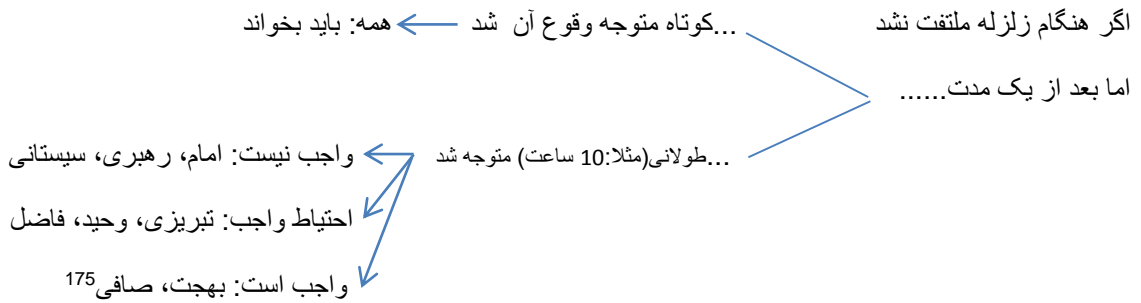 اگر هنگام زلزله ملتفت نشد ...کوتاه متوجه وقوع آن شد همه: باید بخواند
اما بعد از یک مدت......
...طولانی(مثلا:10 ساعت) متوجه شد واجب نیست: امام، رهبری، سیستانی
احتیاط واجب: تبریزی، وحید، فاضل
واجب است: بهجت، صافی175